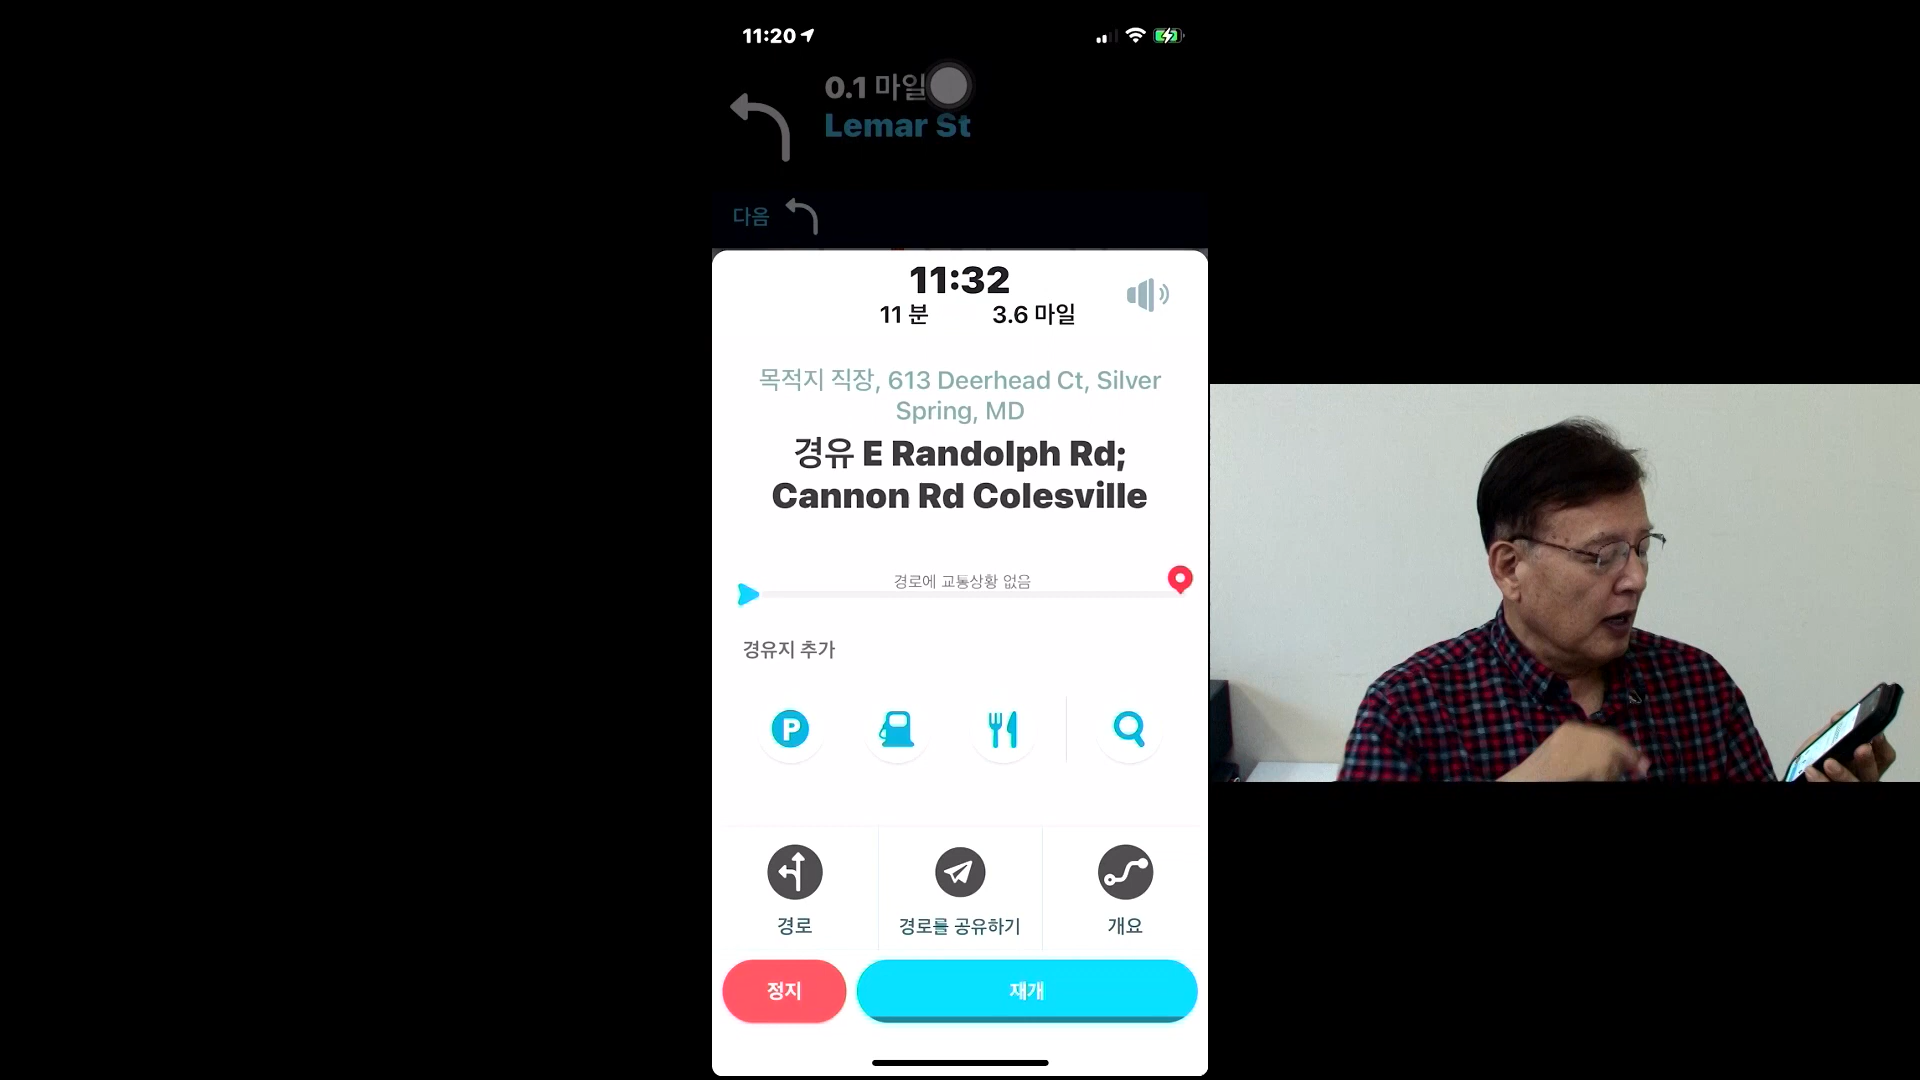 11:20
0.1 마일
Lemar St
다음
11:32
11 분 3.6 마일
목적지 직장, 613 Deerhead Ct, Silver
Spring, MD
경유 E Randolph Rd;
Cannon Rd Colesville
경로에 교통상황 없음
경유지 추가
P
경로 경로를 공유하기 개요
정지 재개